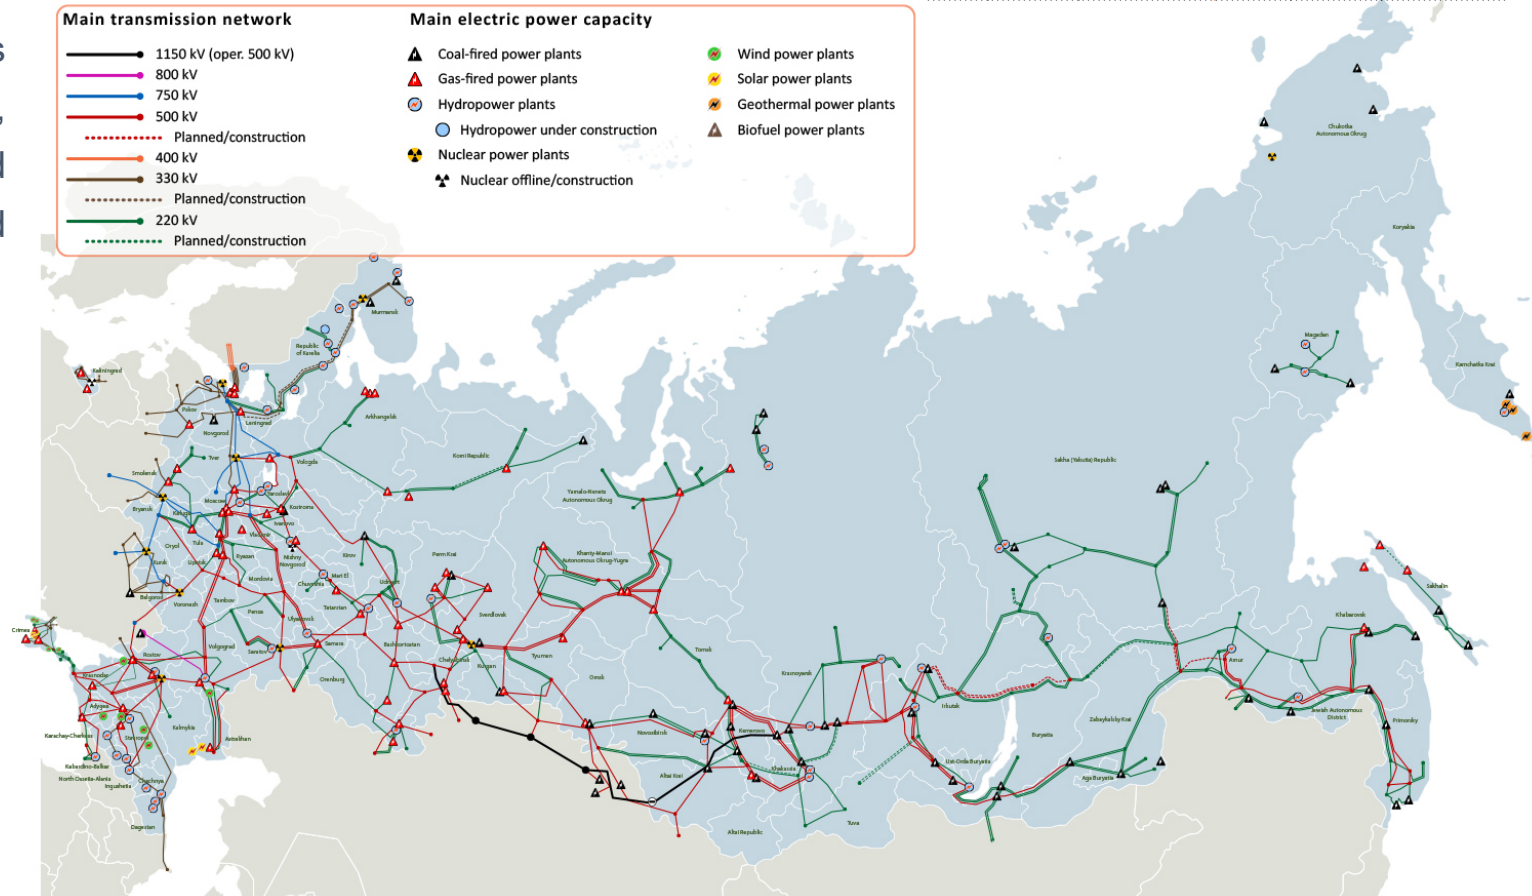 Main transmission network
1150 kV (oper. 500 kV)
800 kV
750 kV
500 kV
Planned/construction
400 kV
330 kV
Planned/construction
220 kV
Planned/construction
Main electric power capacity
Coal-fired power plants
Gas-fired power plants
Hydropower plants
Hydropower under construction
Nuclear power plants
Nuclear offline/construction
Wind power plants
Solar power plants
Geothermal power plants
Biofuel power plants
Chukotka
Autonomous Okrug
Koryakia
Magadan
Kamchatka Krai
Murmansk
Republic
of Karelia
Kaliningrad
Pskov
Leningrad
Novgorod
Arkhangelsk
Tver
Vologda
Komi Republic
Sakha (Yakutia) Republic
Smolensk
Yamalo-Nenets
Autonomous Okrug
Moscow
Yaroslavl
Kostroma
Bryansk
Kaluga
Ivanovo
Vladimir
Tula
Oryol
Ryazan
Nizhny
Novgorod
Kirov
Perm Krai
Khanty-Mansi
Autonomous Okrug-Yugra
Kursk
Lipetsk
Mordovia
Chuvashia
Mari El
Udmurt
Sakhalin
Belgorod
Voronezh
Tambov
Penza
Tatarstan
Sverdlovsk
Khabarovsk
Crimea
Ulyanovsk
Rostov
Volgograd
Saratov
Samara
Bashkortostan
Chelyabinsk
Kurgan
Tyumen
Tomsk
Amur
Krasnodar
Orenburg
Omsk
Krasnoyarsk
Irkutsk
Adygea
Kalmykia
Stavropol
Astrakhan
Novosibirsk
Kemerovo
Zabaykalsky Krai
Buryatia
Jewish Autonomous
District
Primorsky
Karachay-Cherkess
Kabardino-Balkar
North Ossetia-Alania
Ingushetia
Chechnya
Dagestan
Altai Krai
Khakassia
Ust-Orda Buryatia
Aga Buryatia
Tuva
Altai Republic